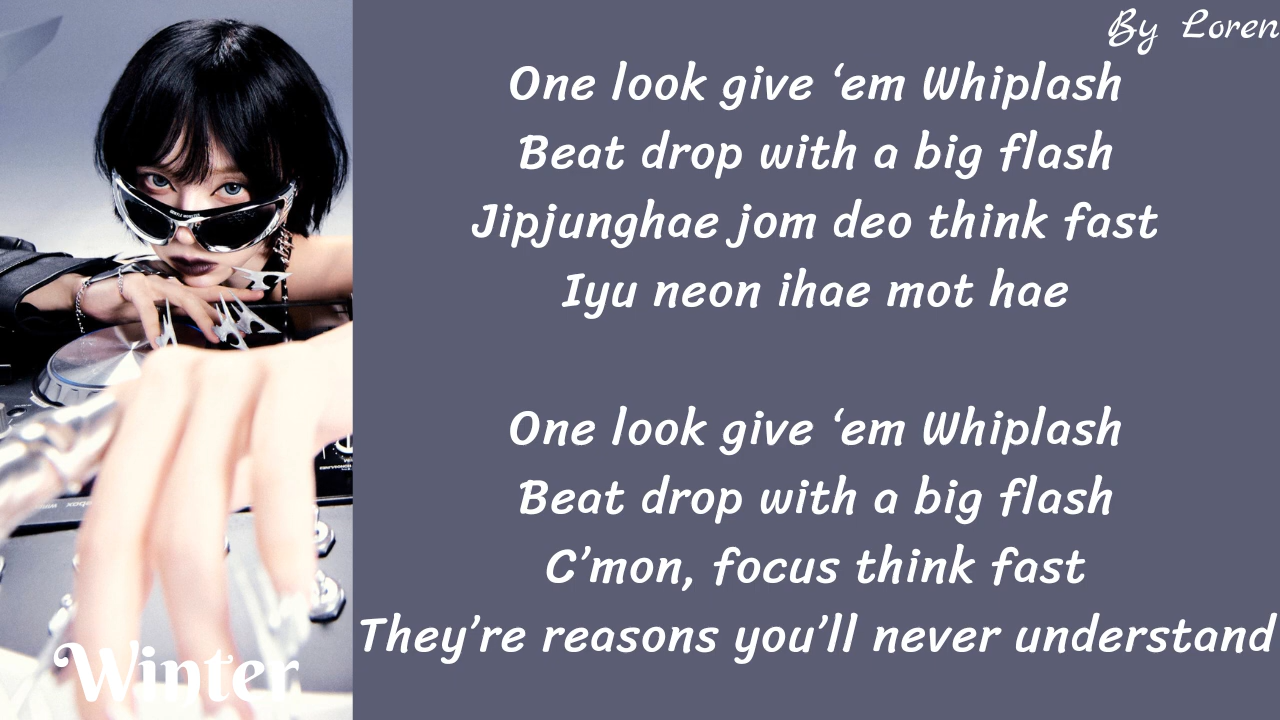 By Loren
One look give ‘em Whiplash
Beat drop with a big flash
Jipjunghae jom deo think fast
Iyu neon ihae mot hae
One look give ‘em Whiplash
Beat drop with a big flash
C’mon, focus think fast
They’re reasons you’ll never understand
Winter